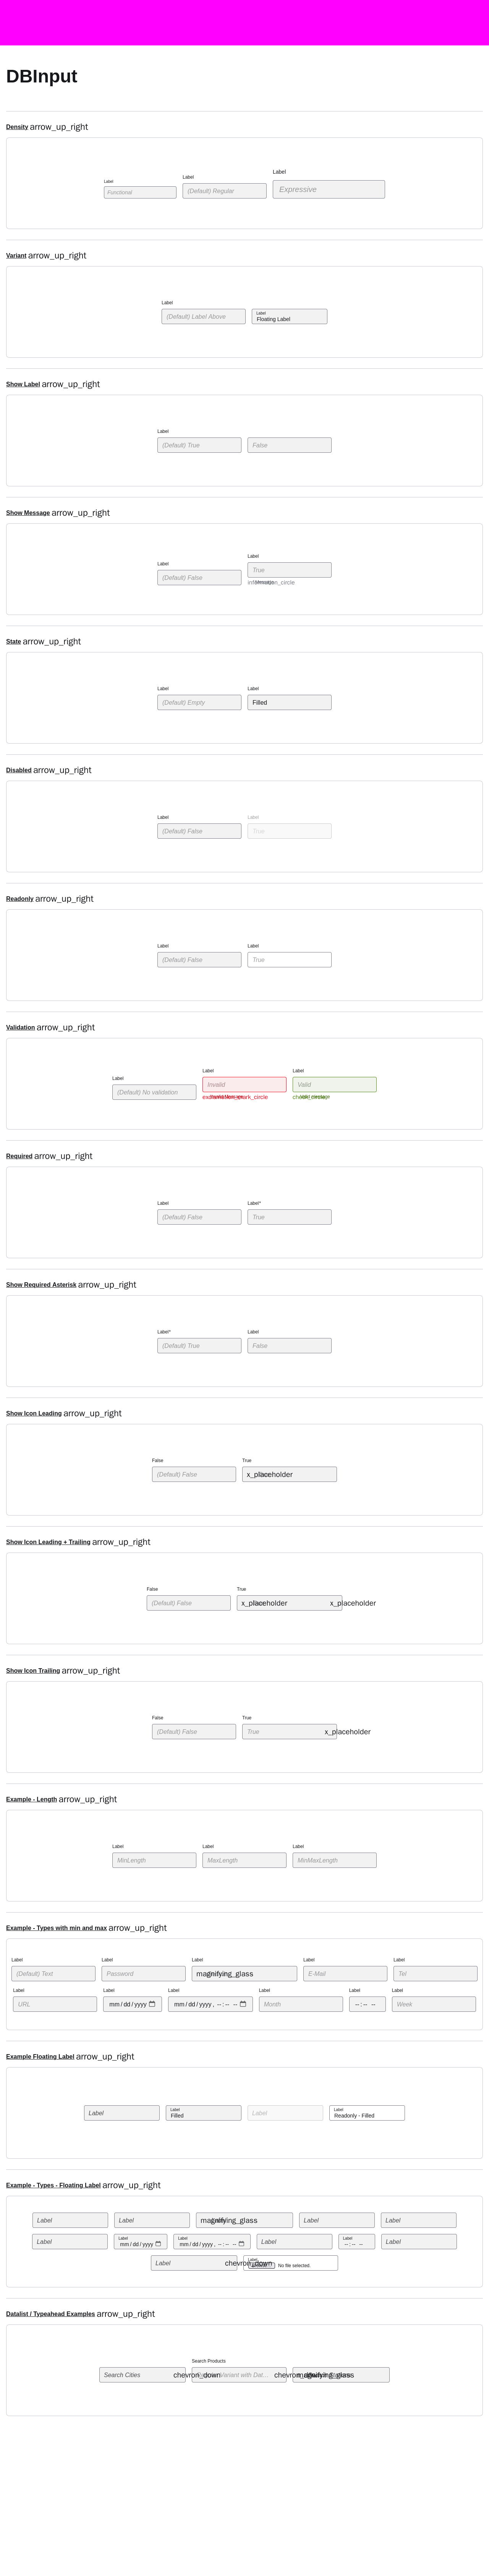 DBInput
Density arrow_up_right
Label Label Label
Functional (Default) Regular Expressive
Variant arrow_up_right
Label Label
(Default) Label Above Floating Label
Show Label arrow_up_right
Label
(Default) True False
Show Message arrow_up_right
Label Label
(Default) False True
State arrow_up_right
Label Label
(Default) Empty Filled
Disabled arrow_up_right
Label Label
(Default) False True
Readonly arrow_up_right
Label Label
(Default) False True
Validation arrow_up_right
Label Label Label
(Default) No validation Invalid Valid
Required arrow_up_right
Label Label*
(Default) False True
Show Required Asterisk arrow_up_right
Label* Label
(Default) True False
Show Icon Leading arrow_up_right
False True
(Default) False x_placeholder
Show Icon Leading + Trailing arrow_up_right
False True
(Default) False x_placeholder x_placeholder
Show Icon Trailing arrow_up_right
False True
(Default) False True x_placeholder
Example - Length arrow_up_right
Label Label Label
MinLength MaxLength MinMaxLength
Example - Types with min and max arrow_up_right
Label Label Label Label Label
(Default) Text Password magnifying_glass E-Mail Tel
Label Label Label Label Label Label
URL mm/dd/yyyy mm/dd/yyyy, --:-- -- Month --:-- -- Week
Example Floating Label arrow_up_right
Label Label Filled Label Label Readonly - Filled
Example - Types - Floating Label arrow_up_right
Label Label magnifying_glass Label Label
Label Label mm/dd/yyyy Label mm/dd/yyyy, --:-- -- Label Label --:-- -- Label
Label chevron_down Label No file selected.
Datalist / Typeahead Examples arrow_up_right
Search Products
Search Cities chevron_down Variant with Dat... magnifying_glass